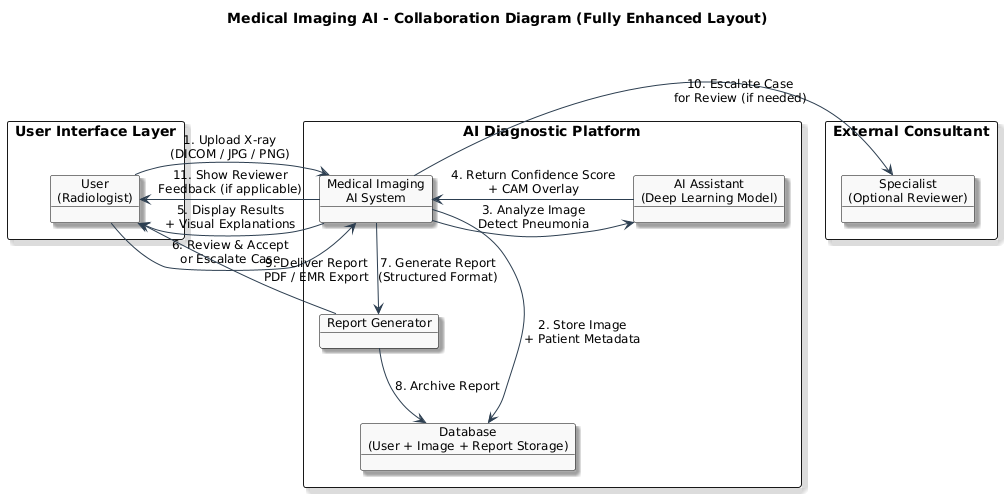 Medical Imaging AI - Collaboration Diagram (Fully Enhanced Layout)
10. Escalate Case
for Review (if needed)
User Interface Layer
AI Diagnostic Platform
External Consultant
1. Upload X-ray
(DICOM / JPG / PNG)
11. Show Reviewer
Feedback (if applicable)
5. Display Results
+ Visual Explanations
6. Review & Accept
or Escalate Case
User
(Radiologist)
Medical Imaging
AI System
4. Return Confidence Score
+ CAM Overlay
3. Analyze Image
Detect Pneumonia
AI Assistant
(Deep Learning Model)
Specialist
(Optional Reviewer)
9. Deliver Report
PDF / EMR Export
7. Generate Report
(Structured Format)
Report Generator
2. Store Image
+ Patient Metadata
8. Archive Report
Database
(User + Image + Report Storage)